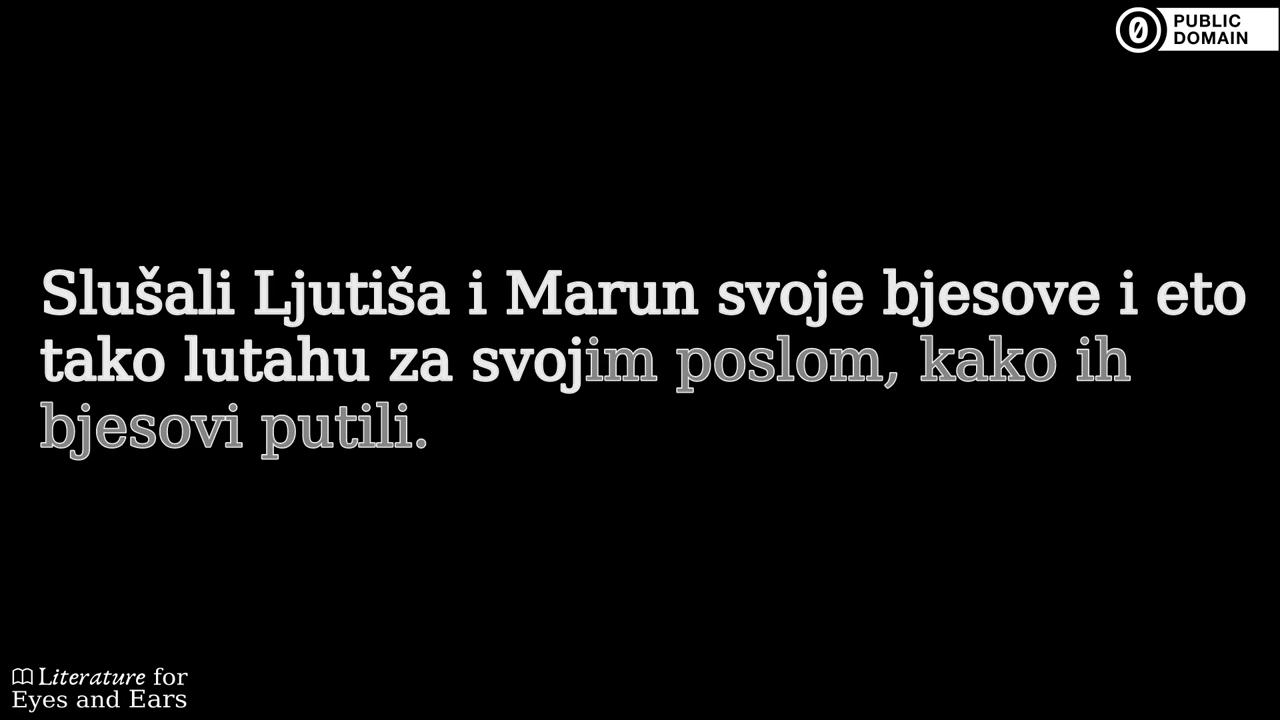 PUBLIC
DOMAIN
Slušali Ljutiša i Marun svoje bjesove i eto
tako lutahu za svojim poslom, kako ih
bjesovi putili.
Literature for
Eyes and Ears